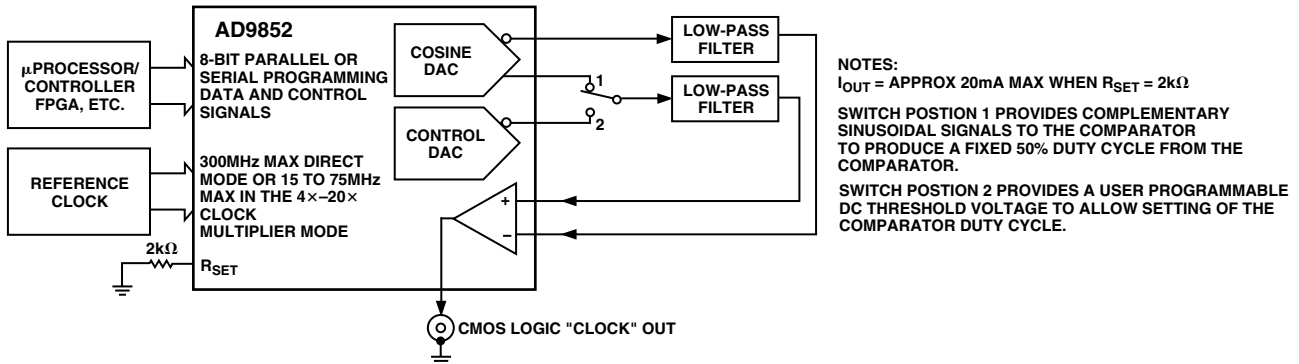 AD9852
µPROCESSOR/
CONTROLLER
FPGA, ETC.
8-BIT PARALLEL OR
SERIAL PROGRAMMING
DATA AND CONTROL
SIGNALS
REFERENCE
CLOCK
300MHz MAX DIRECT
MODE OR 15 TO 75MHz
MAX IN THE 4×–20×
CLOCK
MULTIPLIER MODE
2kΩ
RSET
COSINE
DAC
CONTROL
DAC
1
2
LOW-PASS
FILTER
LOW-PASS
FILTER
+
–
CMOS LOGIC "CLOCK" OUT
NOTES:
IOUT = APPROX 20mA MAX WHEN RSET = 2kΩ
SWITCH POSTION 1 PROVIDES COMPLEMENTARY
SINUSOIDAL SIGNALS TO THE COMPARATOR
TO PRODUCE A FIXED 50% DUTY CYCLE FROM THE
COMPARATOR.
SWITCH POSTION 2 PROVIDES A USER PROGRAMMABLE
DC THRESHOLD VOLTAGE TO ALLOW SETTING OF THE
COMPARATOR DUTY CYCLE.